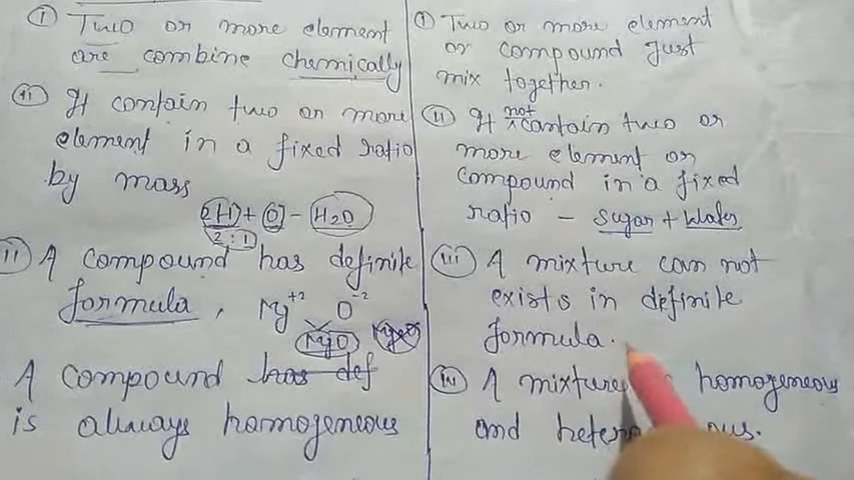 (i) Two or more element
are combine chemically
(ii) It contain two or more
element in a fixed ratio
by mass
2H + O - H2O
2 : 1
ii) A compound has definite
formula, Mg+2 O-2
MgO
A compound has def
is always homogeneous
(i) Two or more element
or compound Just
mix together.
(ii) It not contain two or
more element or
compound in a fixed
ratio - sugar + water
(iii) A mixture can not
exists in definite
formula.
A mixture homogeneous
and